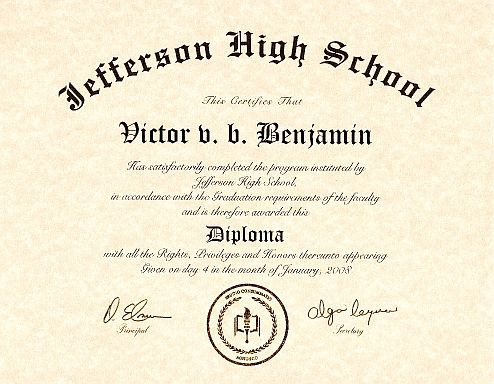 Jefferson High School
This Certifies That
Victor v. b. Benjamin
Has satisfactorily completed the program instituted by
Jefferson High School,
in accordance with the Graduation requirements of the faculty
and is therefore awarded this
Diploma
with all the Rights, Privileges and Honors thereunto appearing
Given on day 4 in the month of January, 2008
Principal
Secretary